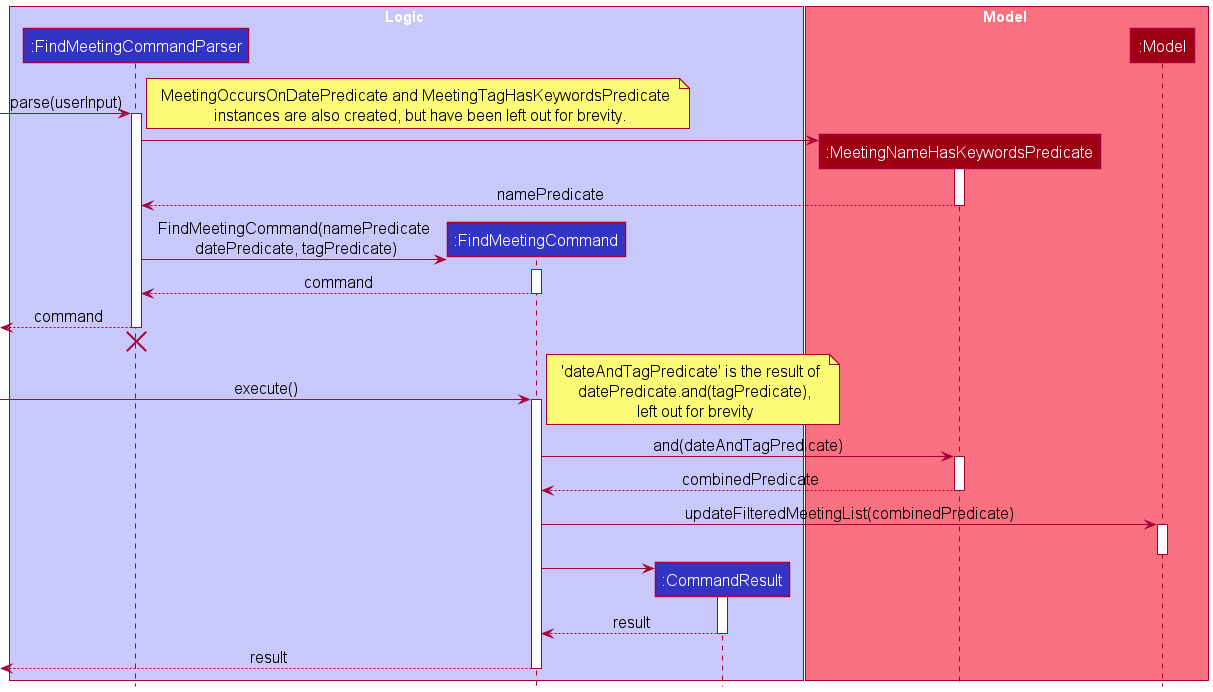 Logic
Model
:FindMeetingCommandParser
:Model
parse(userInput)
MeetingOccursOnDatePredicate and MeetingTagHasKeywordsPredicate
instances are also created, but have been left out for brevity.
:MeetingNameHasKeywordsPredicate
namePredicate
FindMeetingCommand(namePredicate
datePredicate, tagPredicate)
:FindMeetingCommand
command
command
'dateAndTagPredicate' is the result of
datePredicate.and(tagPredicate),
left out for brevity
execute()
and(dateAndTagPredicate)
combinedPredicate
updateFilteredMeetingList(combinedPredicate)
:CommandResult
result
result